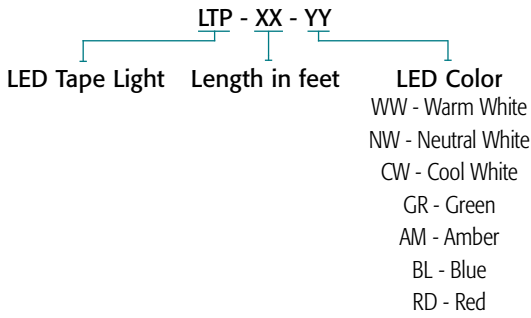 LTP - XX - YY
LED Tape Light
Length in feet
LED Color
WW - Warm White
NW - Neutral White
CW - Cool White
GR - Green
AM - Amber
BL - Blue
RD - Red